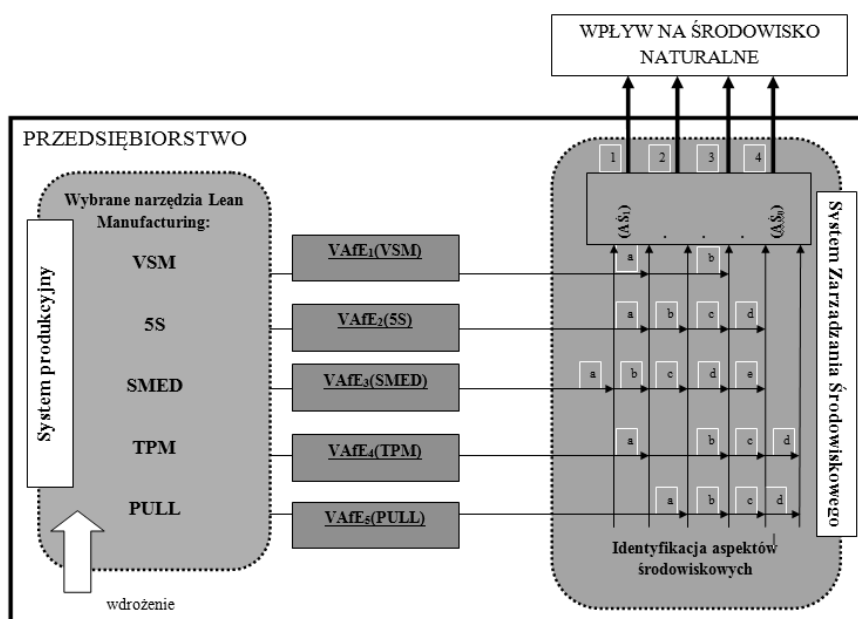 WPŁYW NA ŚRODOWISKO
NATURALNE
PRZEDSIĘBIORSTWO
1 2 3 4
Wybrane narzędzia Lean
Manufacturing:
System produkcyjny
(AŚ₁) . . . (AŚₙ)
System Zarządzania Środowiskowego
VSM
VAfE₁(VSM)
a b
5S
VAfE₂(5S)
a b c d
SMED
VAfE₃(SMED)
a b c d e
TPM
VAfE₄(TPM)
a b c d
PULL
VAfE₅(PULL)
a b c d
Identyfikacja aspektów
środowiskowych
wdrożenie